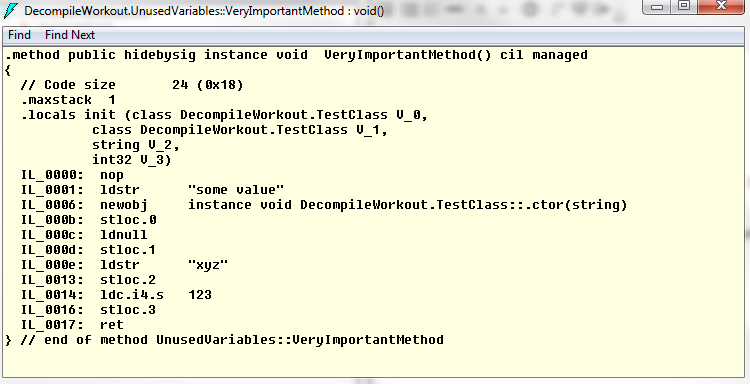 DecompileWorkout.UnusedVariables::VeryImportantMethod : void()
Find Find Next
.method public hidebysig instance void  VeryImportantMethod() cil managed
{
  // Code size       24 (0x18)
  .maxstack  1
  .locals init (class DecompileWorkout.TestClass V_0,
           class DecompileWorkout.TestClass V_1,
           string V_2,
           int32 V_3)
  IL_0000:  nop
  IL_0001:  ldstr      "some value"
  IL_0006:  newobj     instance void DecompileWorkout.TestClass::.ctor(string)
  IL_000b:  stloc.0
  IL_000c:  ldnull
  IL_000d:  stloc.1
  IL_000e:  ldstr      "xyz"
  IL_0013:  stloc.2
  IL_0014:  ldc.i4.s   123
  IL_0016:  stloc.3
  IL_0017:  ret
} // end of method UnusedVariables::VeryImportantMethod